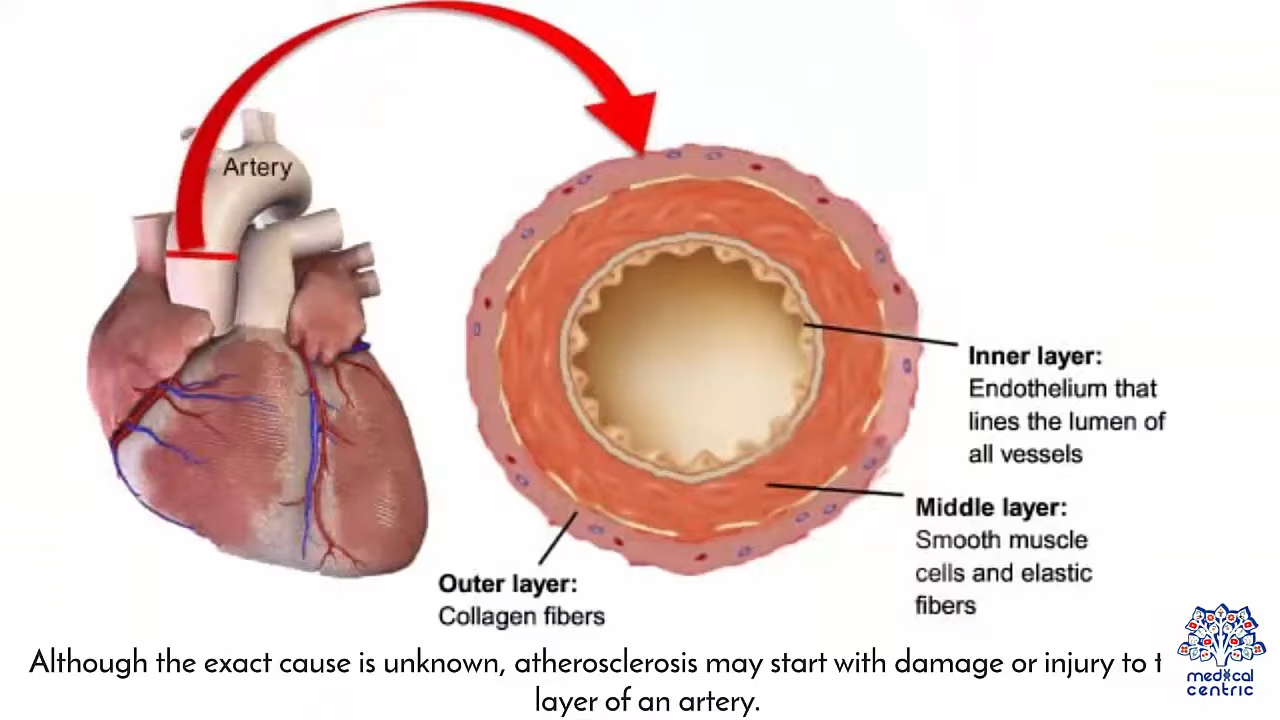 Artery
Inner layer:
Endothelium that
lines the lumen of
all vessels
Middle layer:
Smooth muscle
cells and elastic
fibers
Outer layer:
Collagen fibers
Although the exact cause is unknown, atherosclerosis may start with damage or injury to t
layer of an artery.
medical
centric